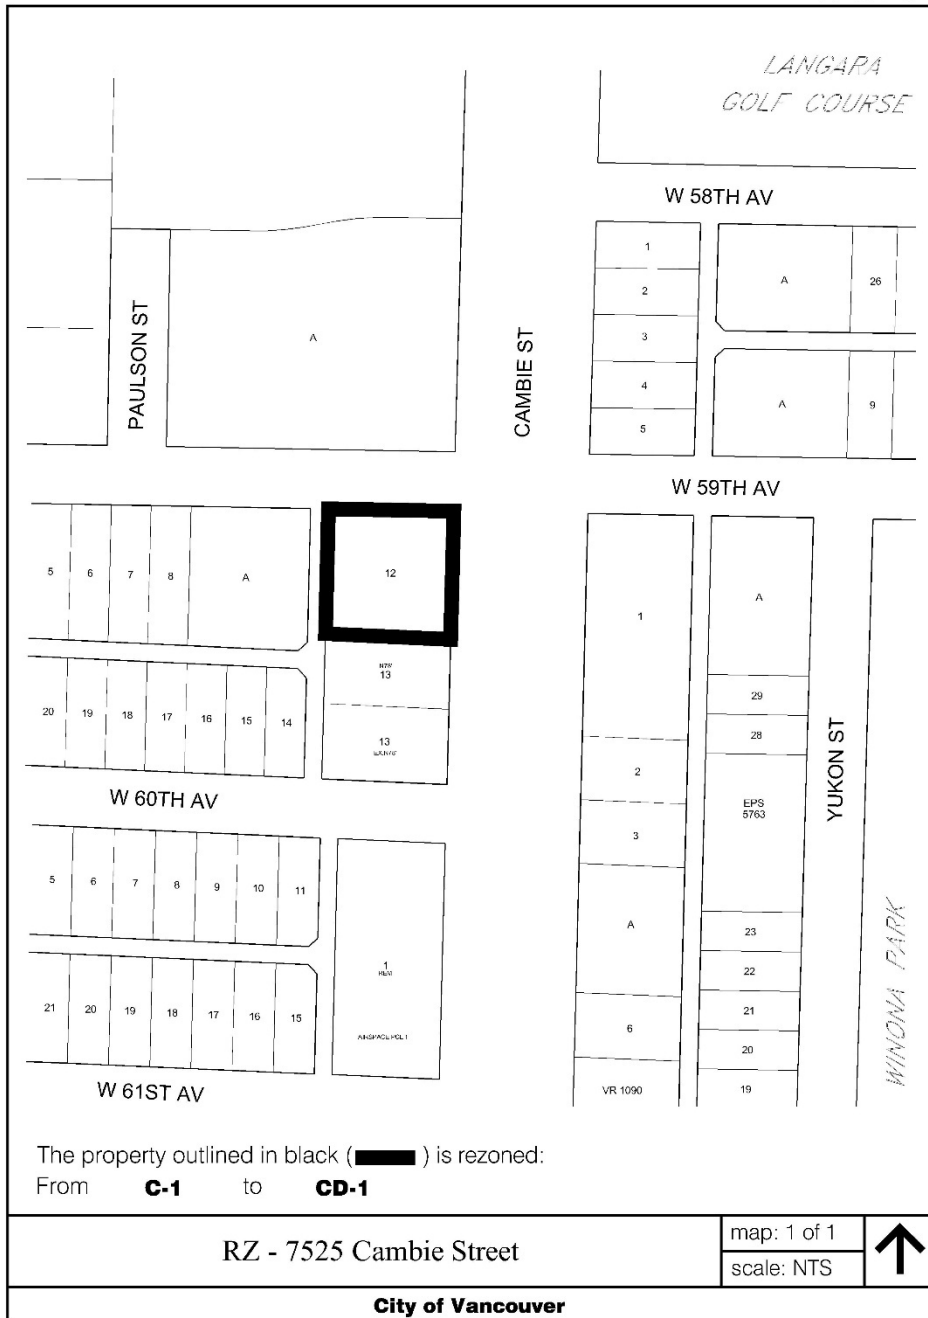 LANGARA
GOLF COURSE
W 58TH AV
1
A
26
2
PAULSON ST
A
CAMBIE ST
3
4
A
9
5
W 59TH AV
5
6
7
8
A
12
1
A
N78'
13
29
20
19
18
17
16
15
14
13
28
W 60TH AV
2
EPS
5763
YUKON ST
3
5
6
7
8
9
10
11
A
23
1
REM
22
WINONA PARK
21
20
19
18
17
16
15
AIRSPACE PCL 1
6
21
20
VR 1090
19
W 61ST AV
The property outlined in black ( ) is rezoned:
From C-1 to CD-1
RZ - 7525 Cambie Street
map: 1 of 1
scale: NTS
City of Vancouver